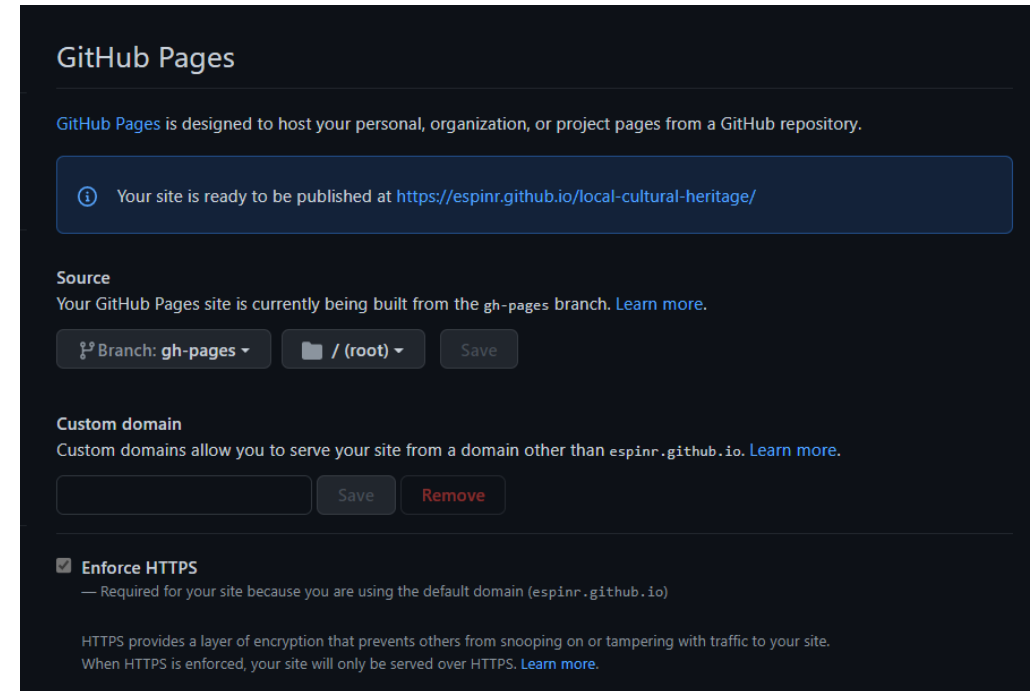 GitHub Pages
GitHub Pages is designed to host your personal, organization, or project pages from a GitHub repository.
Your site is ready to be published at https://espinr.github.io/local-cultural-heritage/
Source
Your GitHub Pages site is currently being built from the gh-pages branch. Learn more.
Branch: gh-pages / (root) Save
Custom domain
Custom domains allow you to serve your site from a domain other than espinr.github.io. Learn more.
Save Remove
Enforce HTTPS
— Required for your site because you are using the default domain (espinr.github.io)
HTTPS provides a layer of encryption that prevents others from snooping on or tampering with traffic to your site.
When HTTPS is enforced, your site will only be served over HTTPS. Learn more.